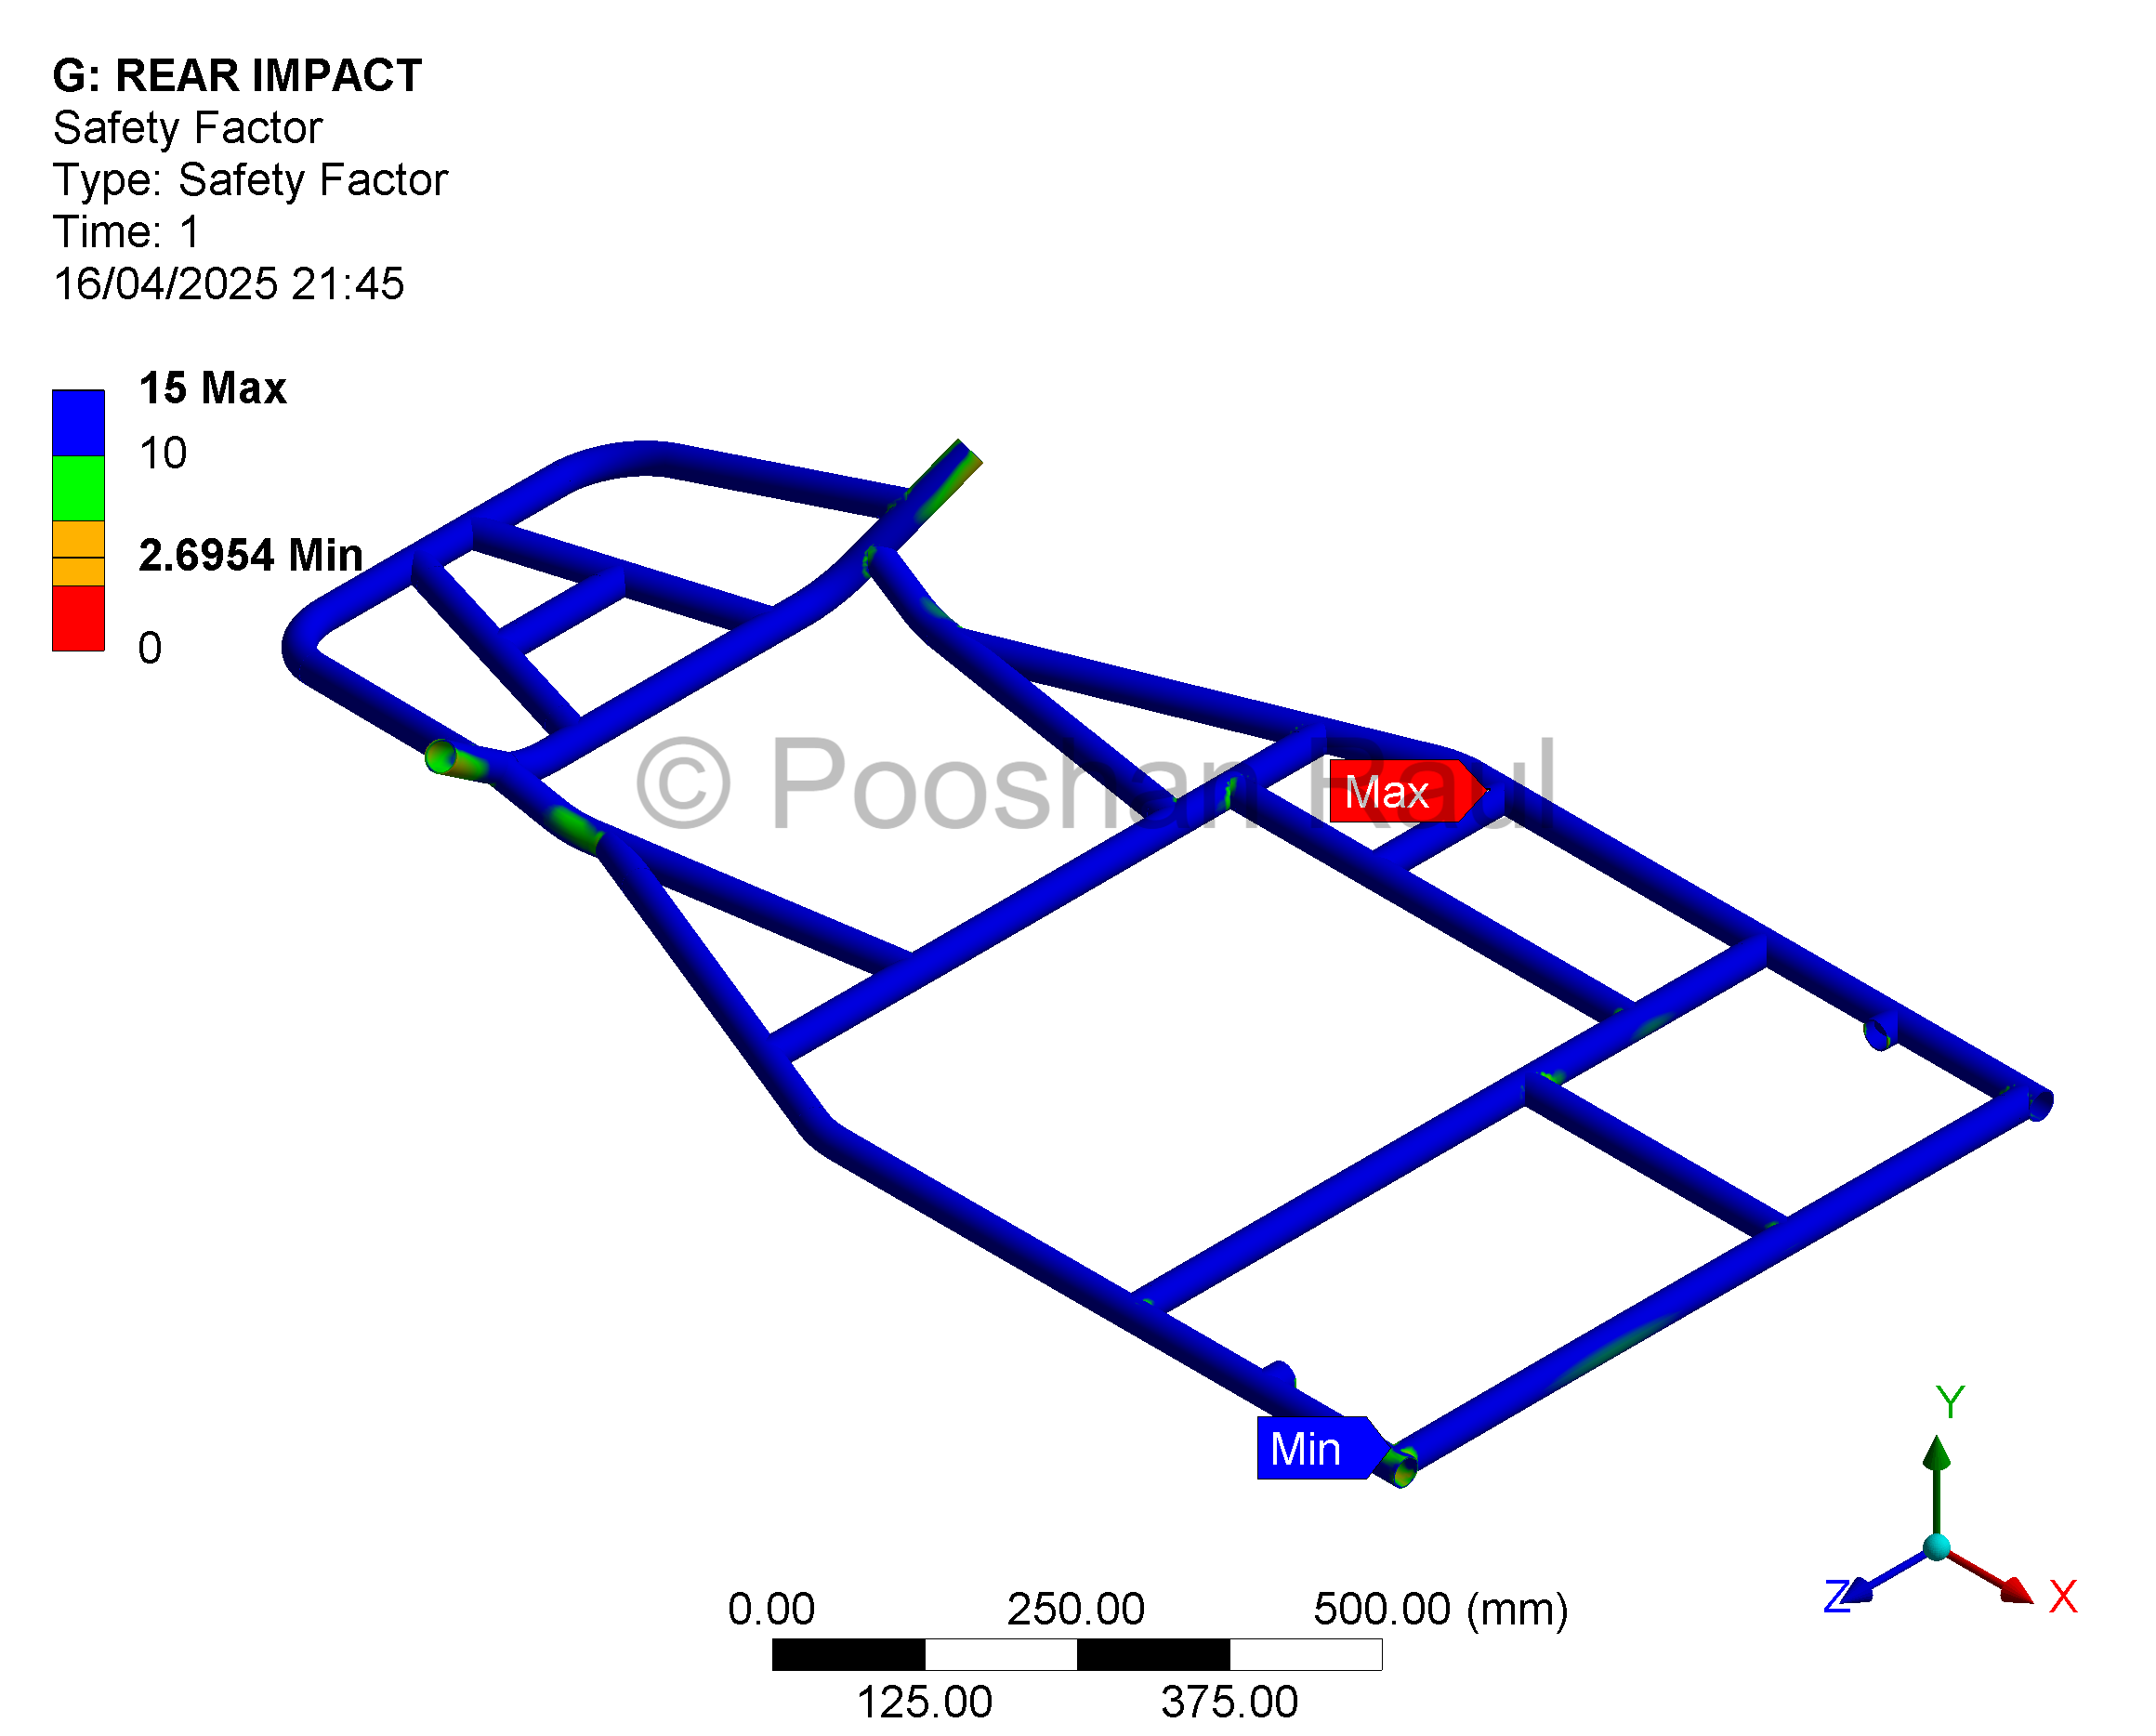 G: REAR IMPACT
Safety Factor
Type: Safety Factor
Time: 1
16/04/2025 21:45
15 Max
10
2.6954 Min
0
© Pooshan Raul
Max
Min
Y
Z
X
0.00 250.00 500.00 (mm)
125.00 375.00